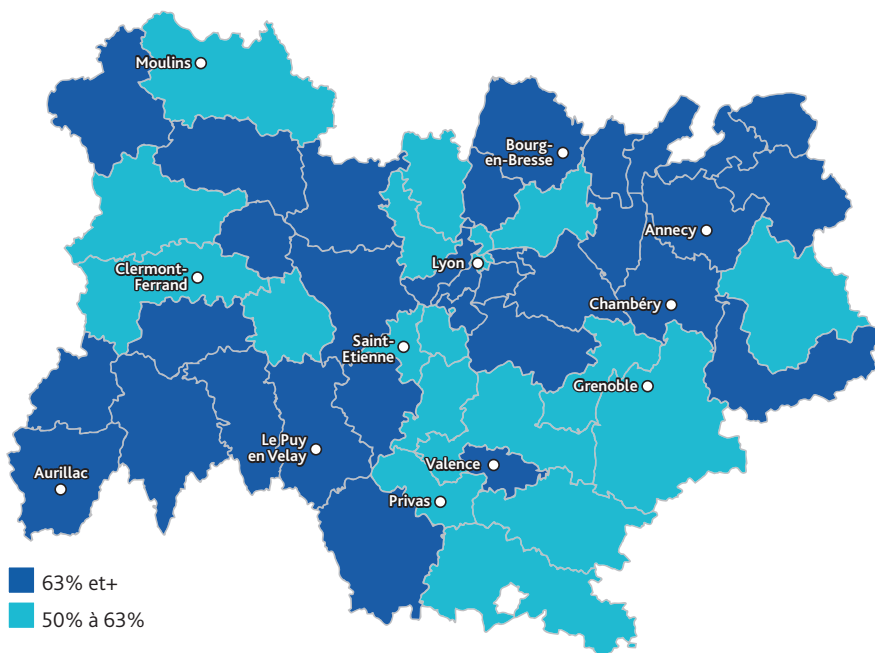 Moulins
Bourg-
en-Bresse
Annecy
Lyon
Clermont-
Ferrand
Chambéry
Saint-
Etienne
Grenoble
Le Puy
en Velay
Valence
Aurillac
Privas
63% et+
50% à 63%